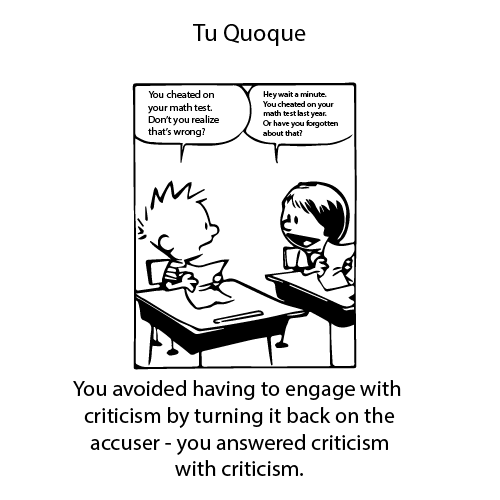 Tu Quoque
You cheated on
your math test.
Don't you realize
that's wrong?
Hey wait a minute.
You cheated on your
math test last year.
Or have you forgotten
about that?
You avoided having to engage with
criticism by turning it back on the
accuser - you answered criticism
with criticism.